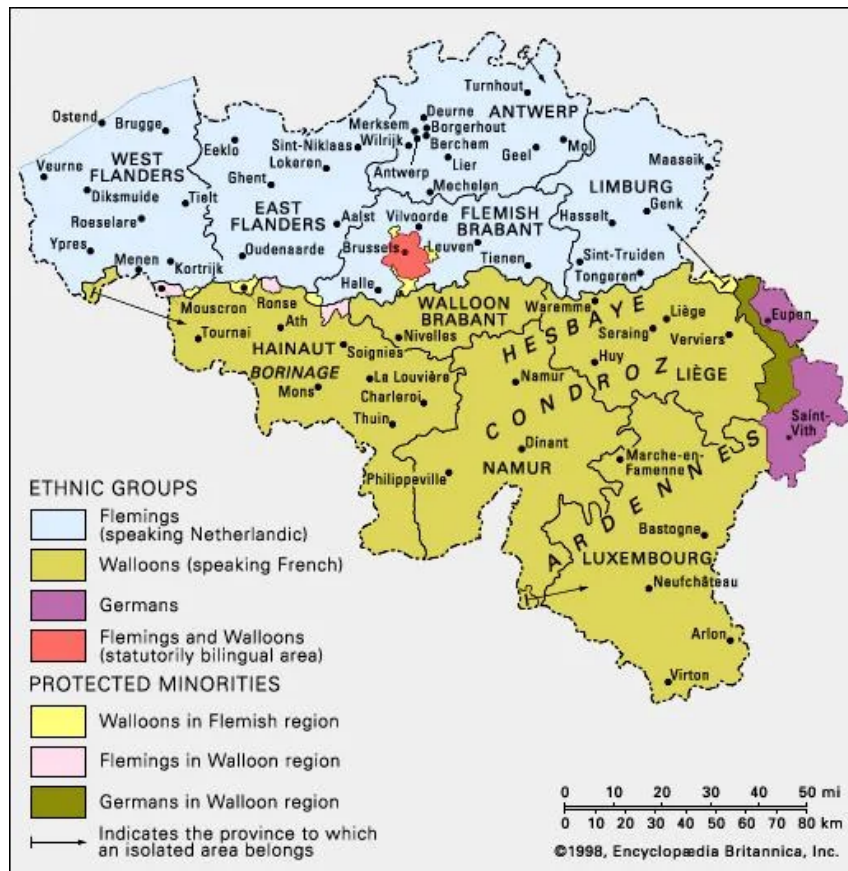 Turnhout
Ostend
Brugge
Deurne
ANTWERP
Merksem
Borgerhout
Eeklo
Sint-Niklaas
Wilrijk
Berchem
Mol
WEST
FLANDERS
Lokeren
Lier
Geel
Maaseik
Veurne
Ghent
Antwerp
Mechelen
LIMBURG
Diksmuide
Tielt
EAST
FLANDERS
Genk
Roeselare
Aalst
Vilvoorde
FLEMISH
BRABANT
Hasselt
Ypres
Brussels
Leuven
Menen
Kortrijk
Oudenaarde
Tienen
Sint-Truiden
Halle
Tongeren
Mouscron
Ronse
WALLOON
BRABANT
Waremme
HESBAYE
Liège
Eupen
Tournai
Ath
Nivelles
Seraing
Verviers
HAINAUT
Soignies
Huy
LIÈGE
BORINAGE
La Louvière
Namur
CONDROZ
Mons
Charleroi
Thuin
Saint-
Vith
Dinant
Philippeville
NAMUR
Marche-en-
Famenne
ARDENNES
Bastogne
LUXEMBOURG
Neufchâteau
Arlon
Virton
ETHNIC GROUPS
Flemings
(speaking Netherlandic)
Walloons (speaking French)
Germans
Flemings and Walloons
(statutorily bilingual area)
PROTECTED MINORITIES
Walloons in Flemish region
Flemings in Walloon region
Germans in Walloon region
Indicates the province to which
an isolated area belongs
0 10 20 30 40 50 mi
0 10 20 30 40 50 60 70 80 km
©1998, Encyclopædia Britannica, Inc.